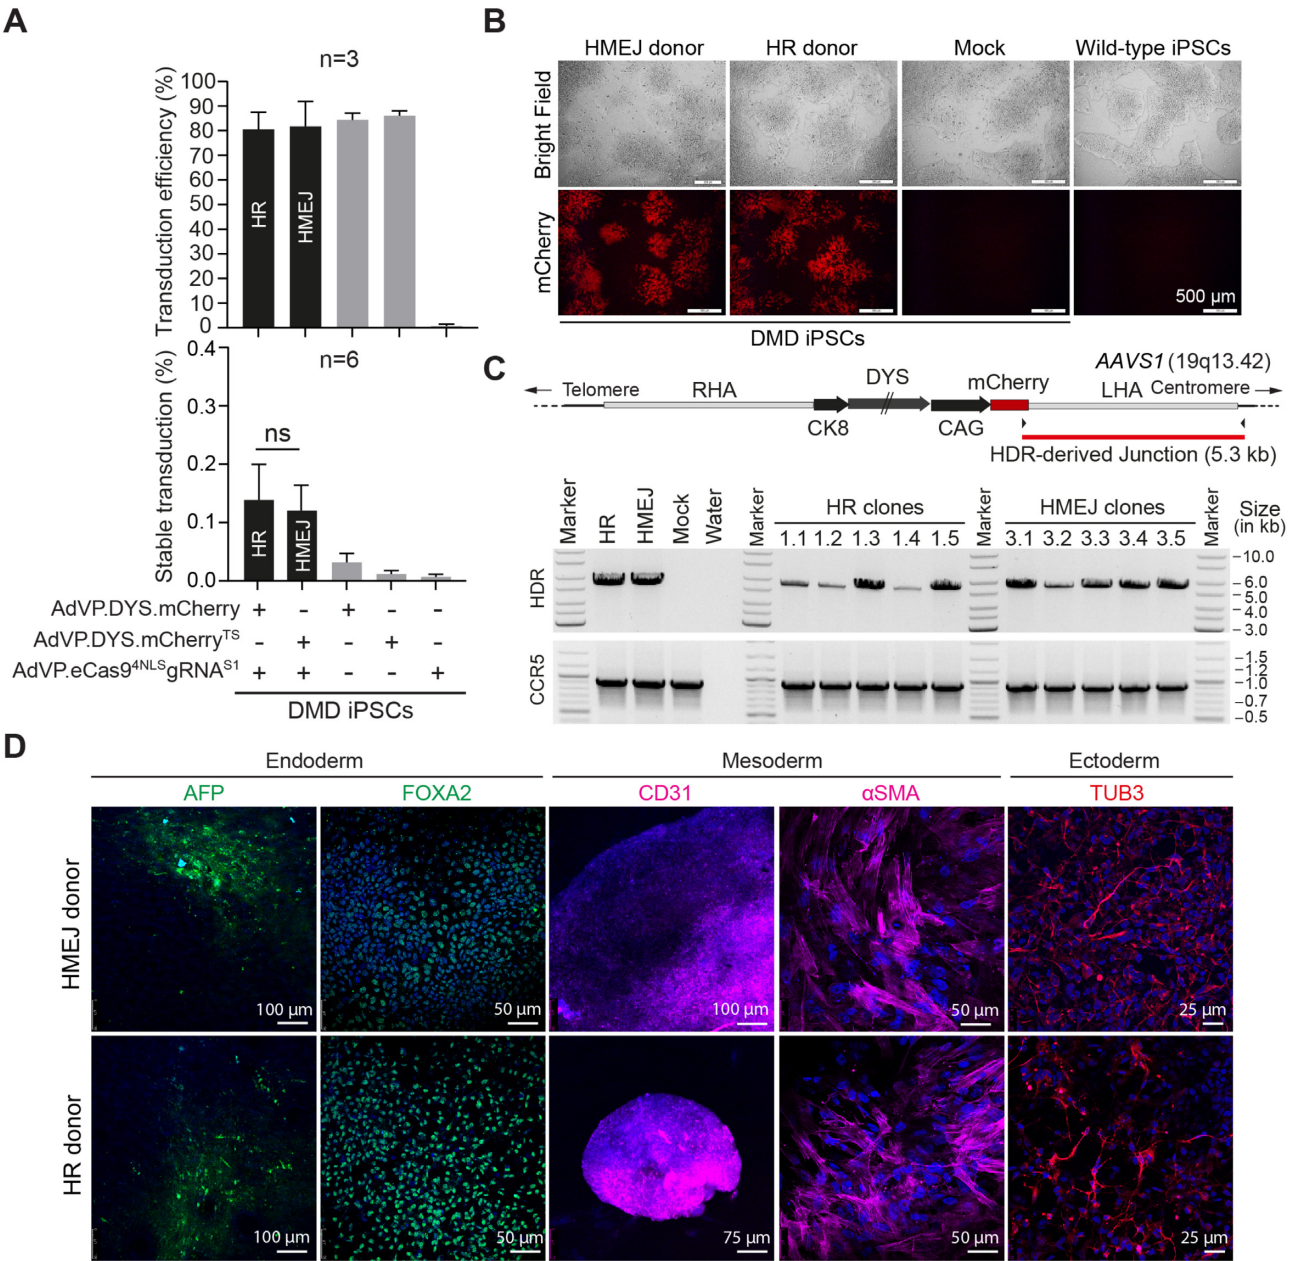 A
n=3
Transduction efficiency (%)
100
90
80
70
60
50
40
30
20
10
0
HR
HMEJ
n=6
Stable transduction (%)
0.4
0.3
0.2
0.1
0.0
ns
HR
HMEJ
AdVP.DYS.mCherry + - + - -
AdVP.DYS.mCherryTS - + - + -
AdVP.eCas94NLSgRNAS1 + + - - +
DMD iPSCs
B
HMEJ donor HR donor Mock Wild-type iPSCs
Bright Field
mCherry
500 µm
DMD iPSCs
C
AAVS1 (19q13.42)
Telomere RHA DYS mCherry LHA Centromere
CK8 CAG
HDR-derived Junction (5.3 kb)
Marker HR HMEJ Mock Water Marker HR clones Marker HMEJ clones Marker Size
(in kb)
1.1 1.2 1.3 1.4 1.5 3.1 3.2 3.3 3.4 3.5
HDR
10.0
6.0
5.0
4.0
3.0
CCR5
1.5
1.2
1.0
0.7
0.5
D
Endoderm Mesoderm Ectoderm
AFP FOXA2 CD31 αSMA TUB3
HMEJ donor
100 µm 50 µm 100 µm 50 µm 25 µm
HR donor
100 µm 50 µm 75 µm 50 µm 25 µm